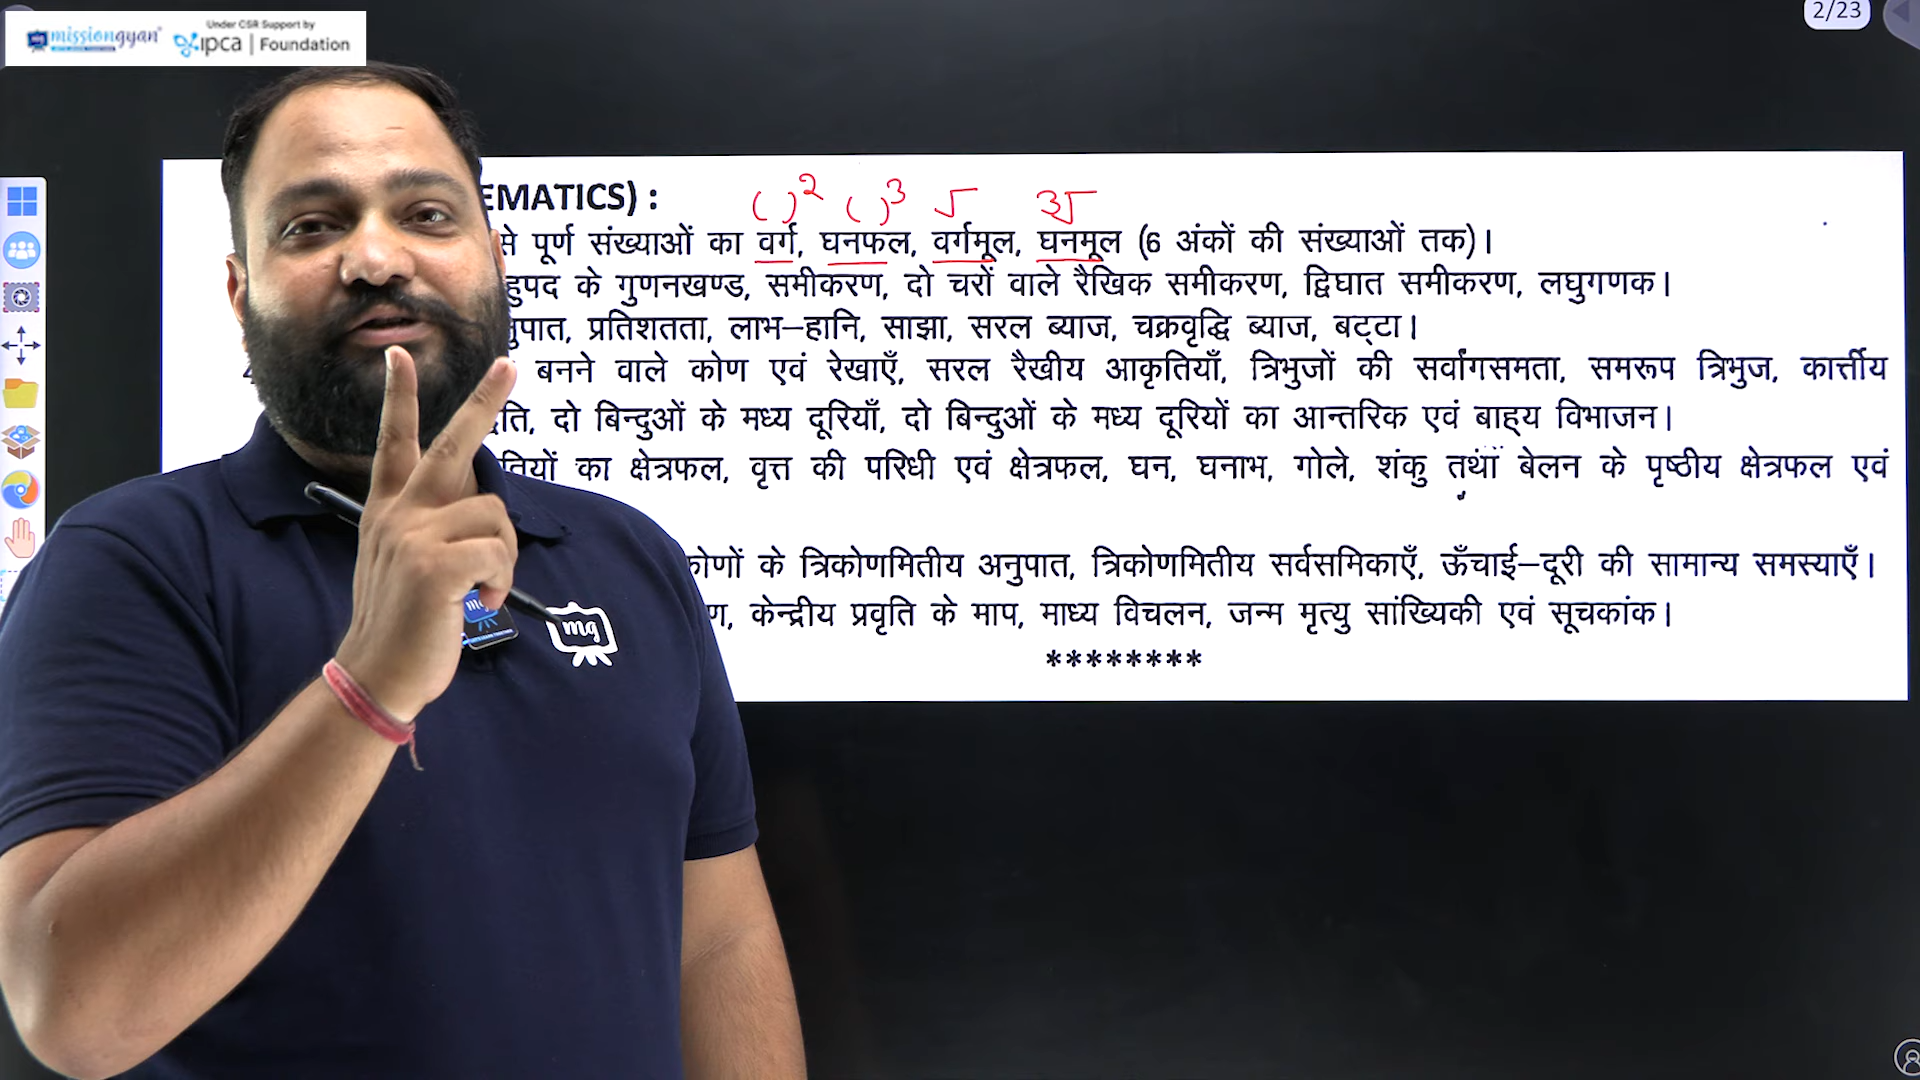 missiongyan
Under CSR Support by
ipca | Foundation
2/23
EMATICS) :
( )² ( )³ √ 3√
से पूर्ण संख्याओं का वर्ग, घनफल, वर्गमूल, घनमूल (6 अंकों की संख्याओं तक)।
के गुणनखण्ड, समीकरण, दो चरों वाले रैखिक समीकरण, द्विघात समीकरण, लघुगणक।
प्रतिशतता, लाभ–हानि, साझा, सरल ब्याज, चक्रवृद्धि ब्याज, बट्टा।
बनने वाले कोण एवं रेखाएँ, सरल रैखीय आकृतियाँ, त्रिभुजों की सर्वांगसमता, समरूप त्रिभुज, कार्त्तीय
दो बिन्दुओं के मध्य दूरियाँ, दो बिन्दुओं के मध्य दूरियों का आन्तरिक एवं बाह्य विभाजन।
का क्षेत्रफल, वृत्त की परिधी एवं क्षेत्रफल, घन, घनाभ, गोले, शंकु तथा बेलन के पृष्ठीय क्षेत्रफल एवं
कोणों के त्रिकोणमितीय अनुपात, त्रिकोणमितीय सर्वसमिकाएँ, ऊँचाई–दूरी की सामान्य समस्याएँ।
केन्द्रीय प्रवृति के माप, माध्य विचलन, जन्म मृत्यु सांख्यिकी एवं सूचकांक।
********
mg